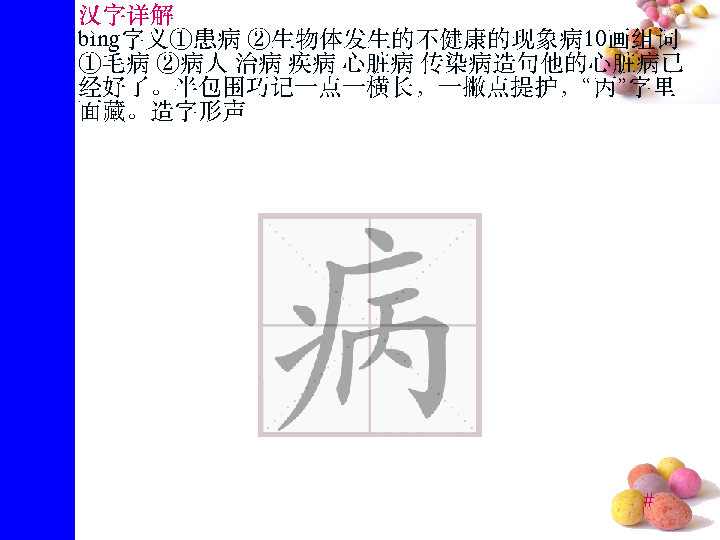 汉字详解
bing字义①患病 ②生物体发生的不健康的现象病10画组词
①毛病 ②病人 治病 疾病 心脏病 传染病造句他的心脏病已
经好了。半包围巧记一点一横长，一撇点提护，“丙”字里
面藏。造字形声
病
#